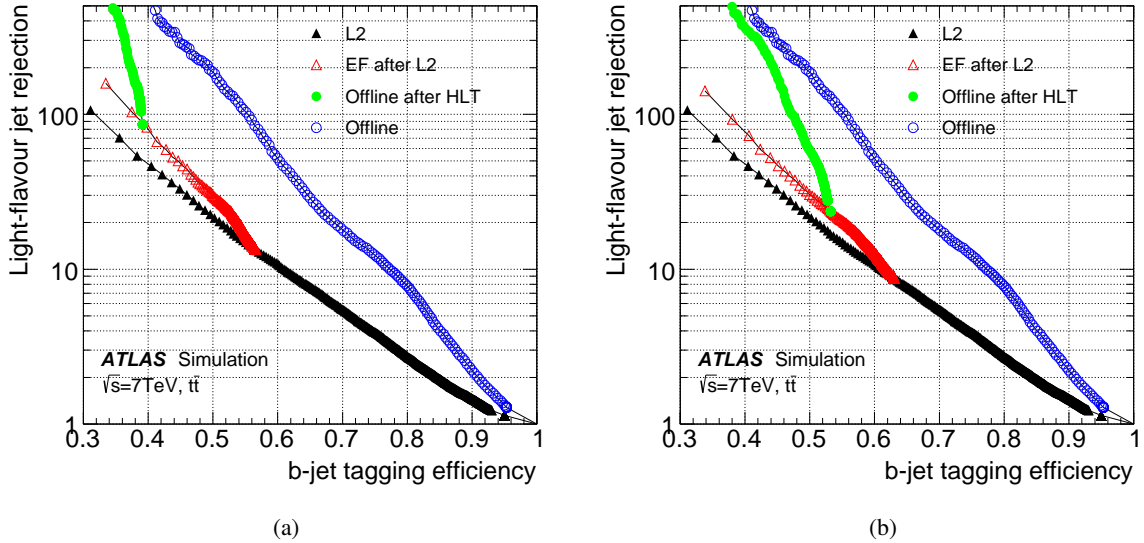 Light-flavour jet rejection
100
10
1
L2
EF after L2
Offline after HLT
Offline
ATLAS Simulation
√s=7TeV, tt̄
0.3 0.4 0.5 0.6 0.7 0.8 0.9 1
b-jet tagging efficiency
(a)
Light-flavour jet rejection
100
10
1
L2
EF after L2
Offline after HLT
Offline
ATLAS Simulation
√s=7TeV, tt̄
0.3 0.4 0.5 0.6 0.7 0.8 0.9 1
b-jet tagging efficiency
(b)